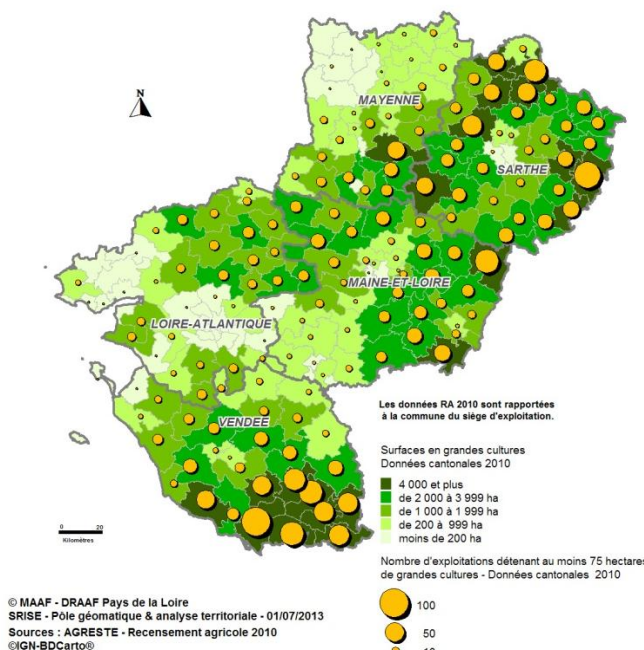 N
MAYENNE
SARTHE
MAINE-ET-LOIRE
LOIRE-ATLANTIQUE
VENDEE
Les données RA 2010 sont rapportées
à la commune du siège d'exploitation.
Surfaces en grandes cultures
Données cantonales 2010
4 000 et plus
de 2 000 à 3 999 ha
de 1 000 à 1 999 ha
de 200 à 999 ha
moins de 200 ha
0 20
Kilomètres
Nombre d'exploitations détenant au moins 75 hectares
de grandes cultures - Données cantonales 2010
100
50
10
© MAAF - DRAAF Pays de la Loire
SRISE - Pôle géomatique & analyse territoriale - 01/07/2013
Sources : AGRESTE - Recensement agricole 2010
©IGN-BDCarto®